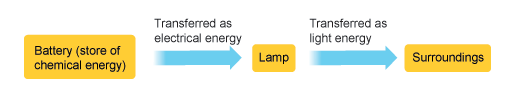 Transferred as
electrical energy
Transferred as
light energy
Battery (store of
chemical energy)
Lamp
Surroundings